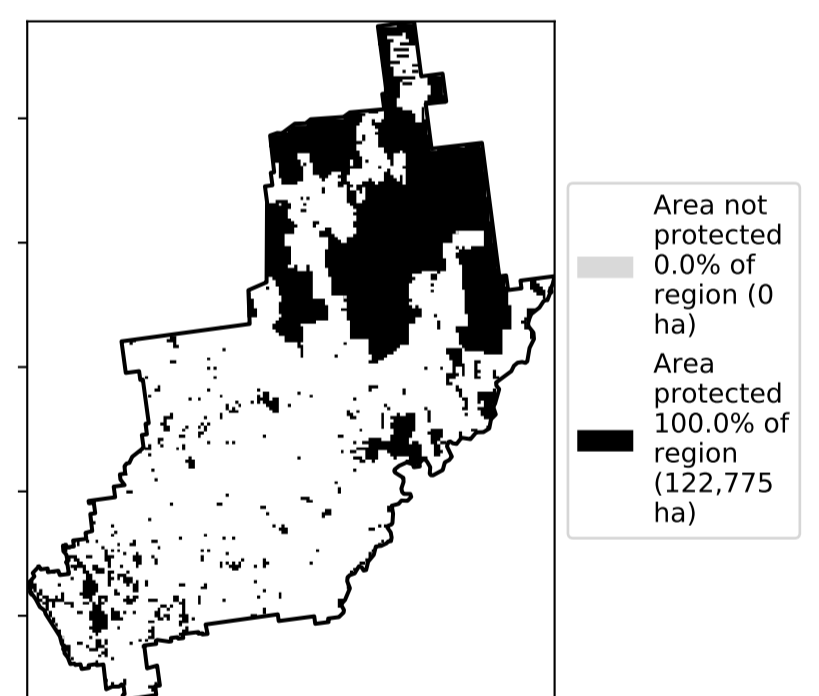 Area not
protected
0.0% of
region (0
ha)
Area
protected
100.0% of
region
(122,775
ha)